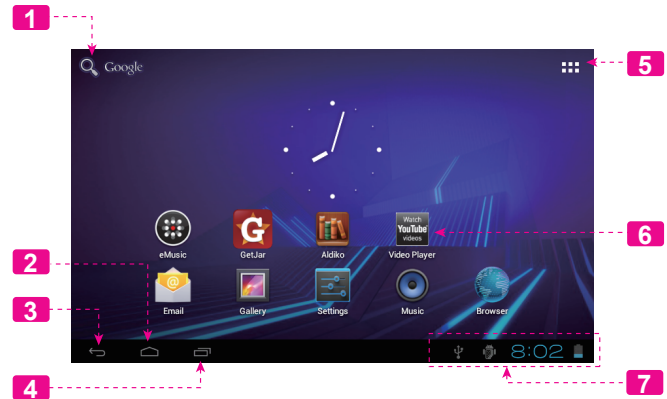 1
Google
5
Watch
YouTube
videos
G
eMusic
GetJar
Aldiko
Video Player
6
@
2
Email
Gallery
Settings
Music
Browser
3
8:02
4
7